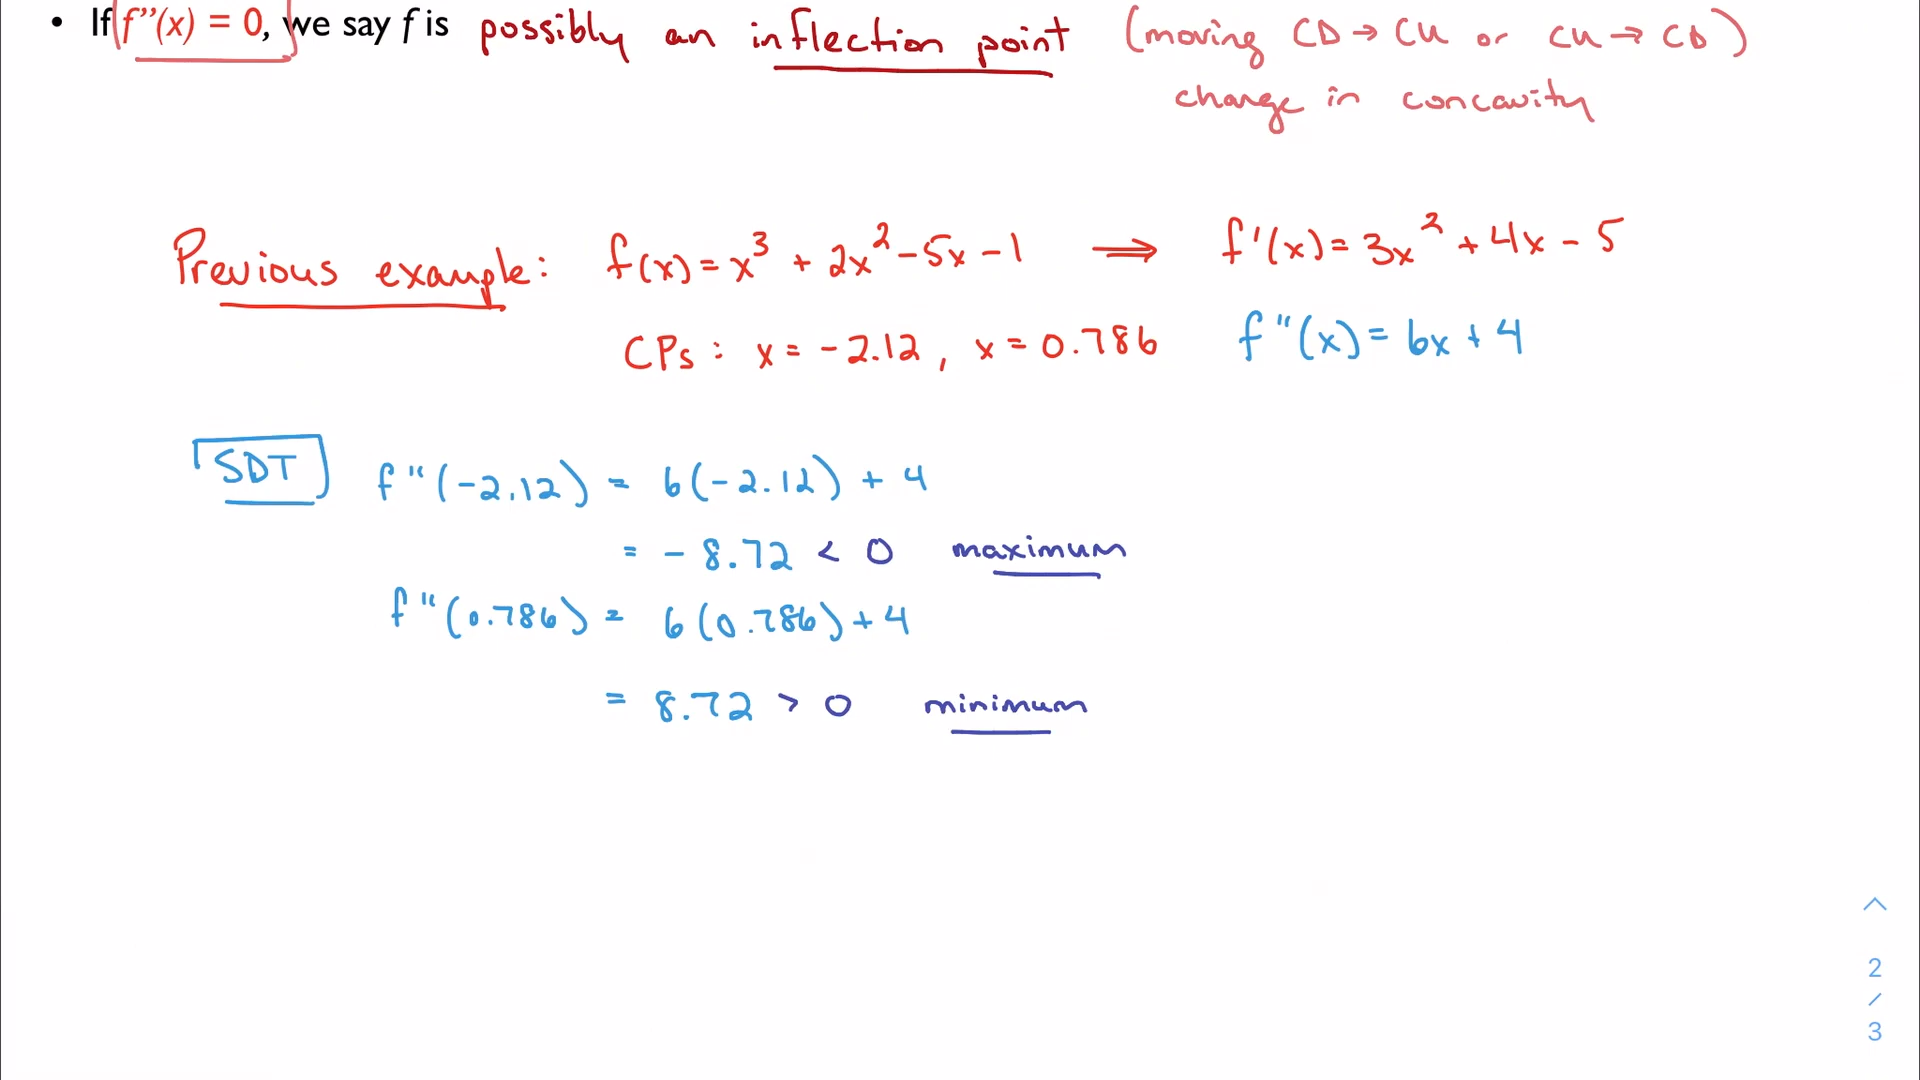 • If f”(x) = 0, we say f is possibly an inflection point (moving CD → CU or CU → CD)
change in concavity
Previous example: f(x) = x³ + 2x² - 5x - 1 ⟹ f'(x) = 3x² + 4x - 5
CPs: x = -2.12, x = 0.786 f"(x) = 6x + 4
SDT f"(-2.12) = 6(-2.12) + 4
= -8.72 < 0 maximum
f"(0.786) = 6(0.786) + 4
= 8.72 > 0 minimum
2
/
3